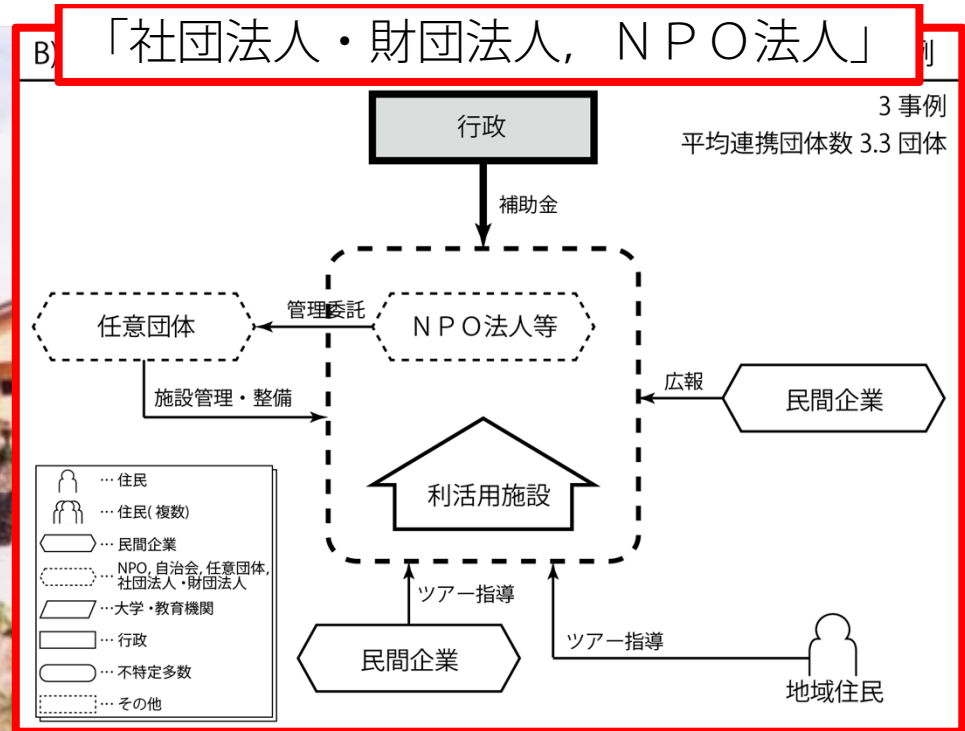 「社団法人・財団法人，ＮＰＯ法人」
B)
例
3 事例
平均連携団体数 3.3 団体
行政
補助金
管理委託
任意団体
ＮＰＯ法人等
施設管理・整備
広報
民間企業
利活用施設
ツアー指導
民間企業
ツアー指導
地域住民
… 住民
… 住民( 複数)
… 民間企業
… NPO, 自治会, 任意団体,
社団法人・財団法人
… 大学・教育機関
… 行政
… 不特定多数
… その他